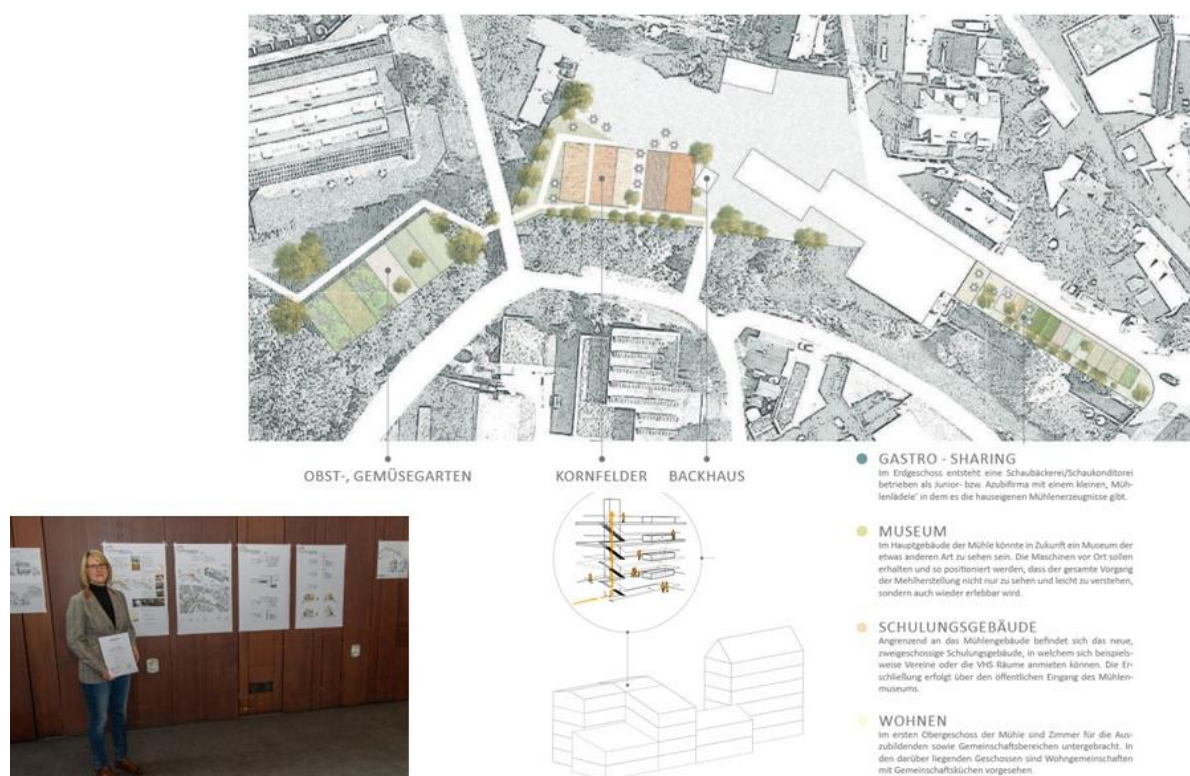 OBST-, GEMÜSEGARTEN
KORNFELDER
BACKHAUS
GASTRO - SHARING
Im Erdgeschoss entsteht eine Schaubäckerei/Schaukonditorei
betrieben als Junior- bzw. Azubifirma mit einem kleinen‚ Müh-
lenlädele' in dem es die hauseigenen Mühlenerzeugnisse gibt.
MUSEUM
Im Hauptgebäude der Mühle könnte in Zukunft ein Museum der
etwas anderen Art zu sehen sein. Die Maschinen vor Ort sollen
erhalten und so positioniert werden, dass der gesamte Vorgang
der Mehlherstellung nicht nur zu sehen und leicht zu verstehen,
sondern auch wieder erlebbar wird.
SCHULUNGSGEBÄUDE
Angrenzend an das Mühlengebäude befindet sich das neue,
zweigeschossige Schulungsgebäude, in welchem sich beispiels-
weise Vereine oder die VHS Räume anmieten können. Die Er-
schließung erfolgt über den öffentlichen Eingang des Mühlen-
museums.
WOHNEN
Im ersten Obergeschoss der Mühle sind Zimmer für die Aus-
zubildenden sowie Gemeinschaftsbereichen untergebracht. In
den darüber liegenden Geschossen sind Wohngemeinschaften
mit Gemeinschaftsküchen vorgesehen.